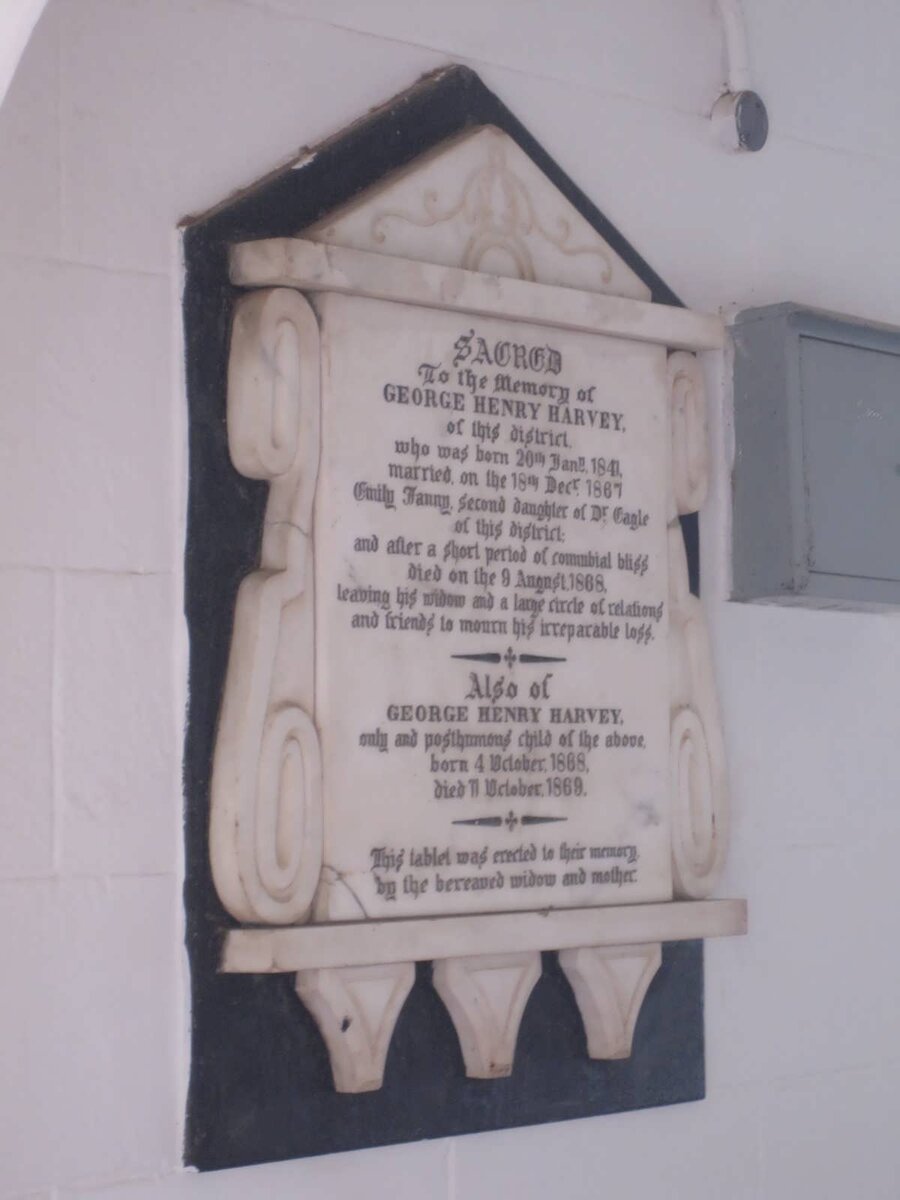 SACRED
To the Memory of
GEORGE HENRY HARVEY,
of this district,
who was born 20th Jany. 1841,
married, on the 18th Decr. 1867
Emily Fanny, second daughter of Dr. Eagle
of this district;
and after a short period of connubial bliss
died on the 9 August, 1868,
leaving his widow and a large circle of relations
and friends to mourn his irreparable loss.
Also of
GEORGE HENRY HARVEY,
only and posthumous child of the above,
born 4 October, 1868,
died 11 October, 1869.
This tablet was erected to their memory,
by the bereaved widow and mother.